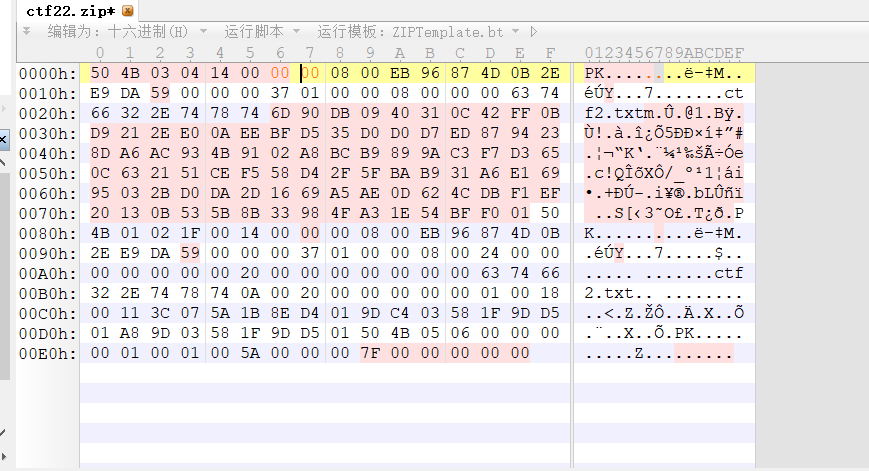 ctf22.zip*
编辑为：十六进制(H) 运行脚本 运行模板：ZIPTemplate.bt
0 1 2 3 4 5 6 7 8 9 A B C D E F 0123456789ABCDEF
0000h: 50 4B 03 04 14 00 00 00 08 00 EB 96 87 4D 0B 2E PK........ë–‡M..
0010h: E9 DA 59 00 00 00 37 01 00 00 08 00 00 00 63 74 éÚY...7.......ct
0020h: 66 32 2E 74 78 74 6D 90 DB 09 40 31 0C 42 FF 0B f2.txtm.Û.@1.Bÿ.
0030h: D9 21 2E E0 0A EE BF D5 35 D0 D0 D7 ED 87 94 23 Ù!.à.î¿Õ5ÐÐ×í‡”#
0040h: 8D A6 AC 93 4B 91 02 A8 BC B9 89 9A C3 F7 D3 65 .¦¬“K‘.¨¼¹‰šÃ÷Óe
0050h: 0C 63 21 51 CE F5 58 D4 2F 5F BA B9 31 A6 E1 69 .c!QÎõXÔ/_º¹1¦ái
0060h: 95 03 2B D0 DA 2D 16 69 A5 AE 0D 62 4C DB F1 EF •.+ÐÚ-.i¥®.bLÛñï
0070h: 20 13 0B 53 5B 8B 33 98 4F A3 1E 54 BF F0 01 50 ..S[‹3˜O£.T¿ð.P
0080h: 4B 01 02 1F 00 14 00 00 00 08 00 EB 96 87 4D 0B K..........ë–‡M.
0090h: 2E E9 DA 59 00 00 00 37 01 00 00 08 00 24 00 00 .éÚY...7.....$..
00A0h: 00 00 00 00 00 20 00 00 00 00 00 00 00 63 74 66 ..... .......ctf
00B0h: 32 2E 74 78 74 0A 00 20 00 00 00 00 00 01 00 18 2.txt.. ........
00C0h: 00 11 3C 07 5A 1B 8E D4 01 9D C4 03 58 1F 9D D5 ..<.Z.ŽÔ..Ä.X..Õ
00D0h: 01 A8 9D 03 58 1F 9D D5 01 50 4B 05 06 00 00 00 .¨..X..Õ.PK.....
00E0h: 00 01 00 01 00 5A 00 00 00 7F 00 00 00 00 00 .....Z.........